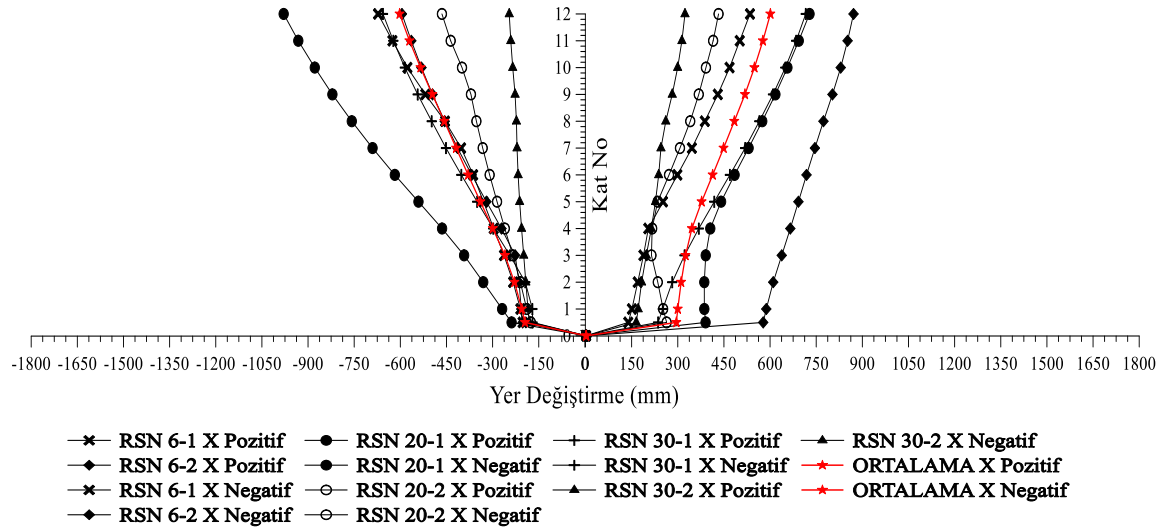 12
11
10
9
8
7
6
5
4
3
2
1
0
Kat No
-1800 -1650 -1500 -1350 -1200 -1050 -900 -750 -600 -450 -300 -150 0 150 300 450 600 750 900 1050 1200 1350 1500 1650 1800
Yer Değiştirme (mm)
RSN 6-1 X Pozitif RSN 20-1 X Pozitif RSN 30-1 X Pozitif RSN 30-2 X Negatif
RSN 6-2 X Pozitif RSN 20-1 X Negatif RSN 30-1 X Negatif ORTALAMA X Pozitif
RSN 6-1 X Negatif RSN 20-2 X Pozitif RSN 30-2 X Pozitif ORTALAMA X Negatif
RSN 6-2 X Negatif RSN 20-2 X Negatif